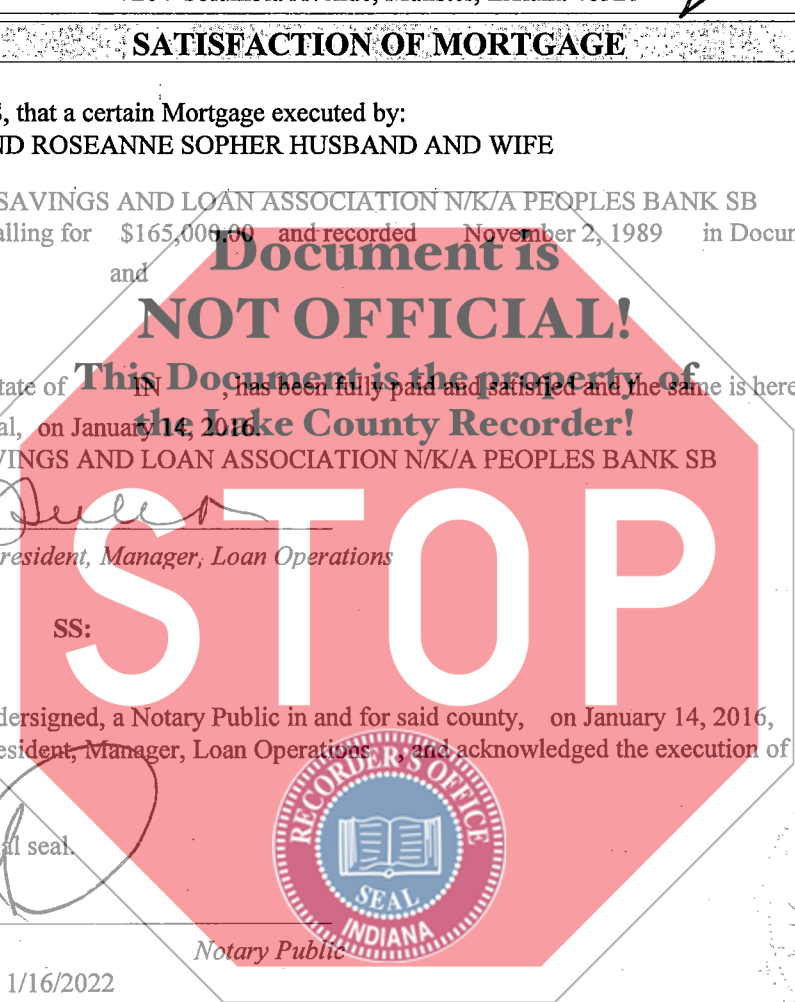 SATISFACTION OF MORTGAGE
, that a certain Mortgage executed by:
ND ROSEANNE SOPHER HUSBAND AND WIFE
SAVINGS AND LOAN ASSOCIATION N/K/A PEOPLES BANK SB
alling for $165,000.00 and recorded November 2, 1989 in Docu
and
Document is
NOT OFFICIAL!
This Document is the property of
the Lake County Recorder!
tate of IN , has been fully paid and satisfied and the same is here
al, on January 14, 2016.
VINGS AND LOAN ASSOCIATION N/K/A PEOPLES BANK SB
resident, Manager, Loan Operations
STOP
SS:
dersigned, a Notary Public in and for said county, on January 14, 2016,
esident, Manager, Loan Operations , and acknowledged the execution of
RECORDER'S OFFICE
SEAL
INDIANA
al seal.
Notary Public
1/16/2022